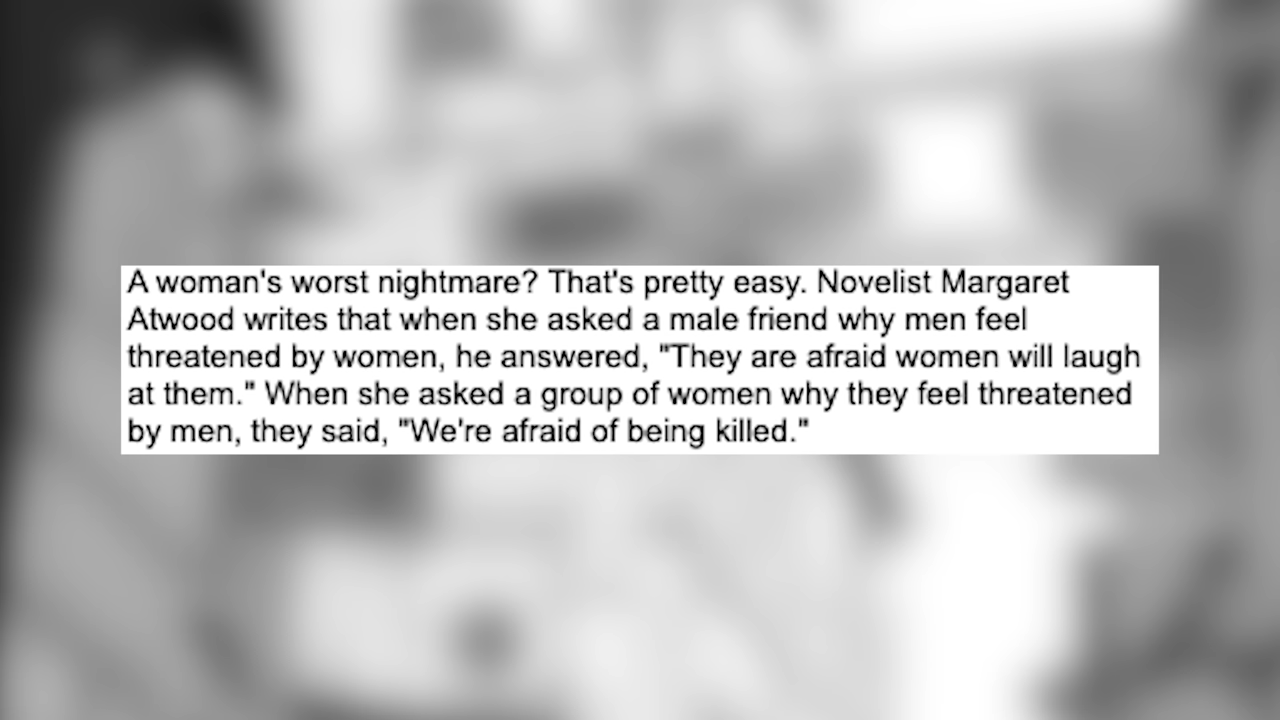 A woman's worst nightmare? That's pretty easy. Novelist Margaret
Atwood writes that when she asked a male friend why men feel
threatened by women, he answered, "They are afraid women will laugh
at them." When she asked a group of women why they feel threatened
by men, they said, "We're afraid of being killed."